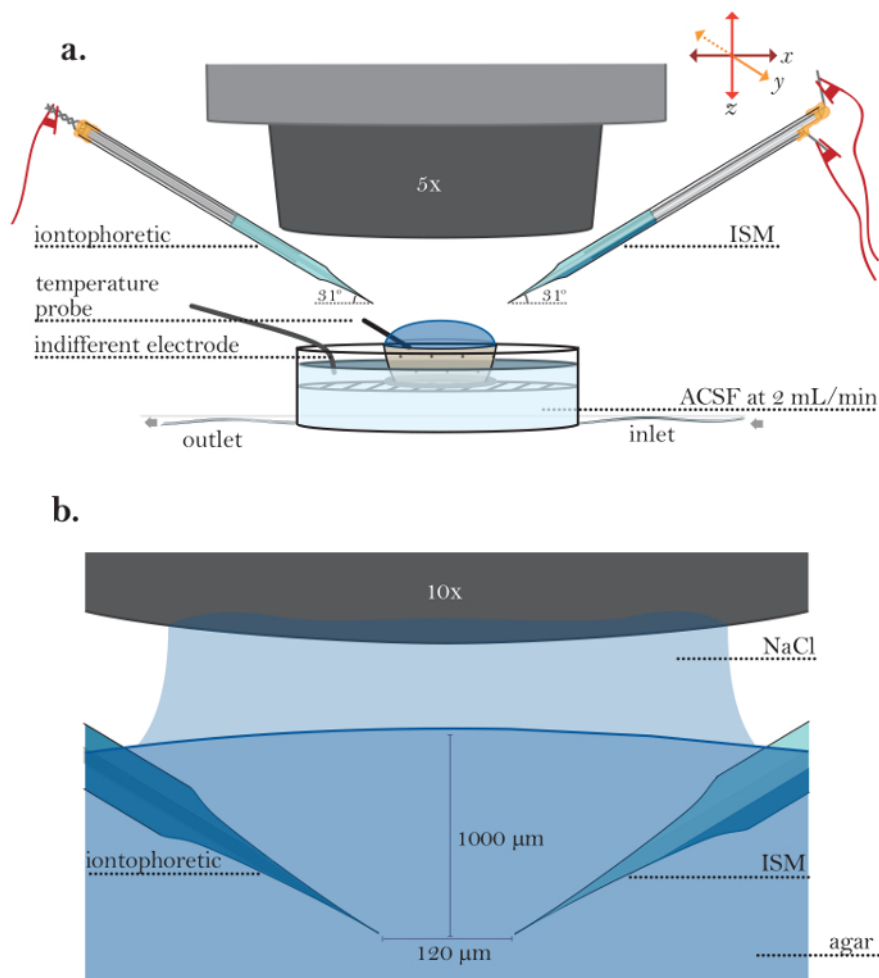 a.
x
y
z
5x
iontophoretic
ISM
31°
31°
temperature
probe
indifferent electrode
ACSF at 2 mL/min
outlet
inlet
b.
10x
NaCl
1000 µm
iontophoretic
ISM
120 µm
agar